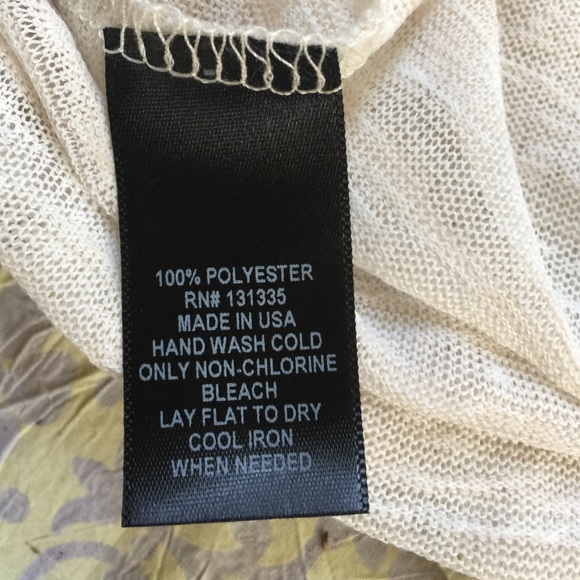 100% POLYESTER
RN# 131335
MADE IN USA
HAND WASH COLD
ONLY NON-CHLORINE
BLEACH
LAY FLAT TO DRY
COOL IRON
WHEN NEEDED